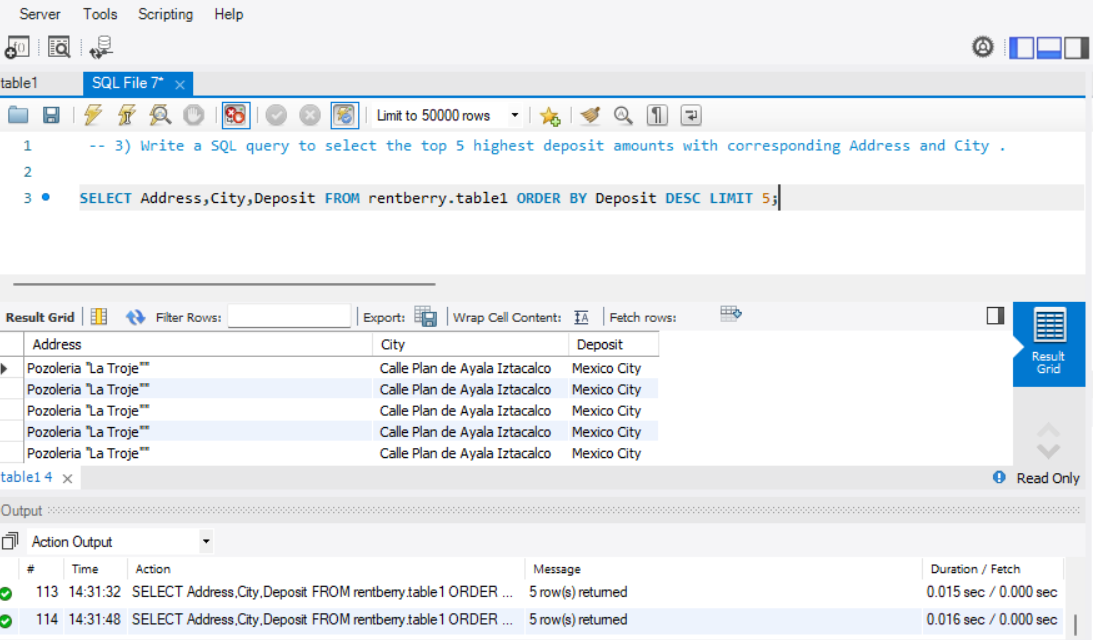 Server Tools Scripting Help
table1 SQL File 7* ×
Limit to 50000 rows
1 -- 3) Write a SQL query to select the top 5 highest deposit amounts with corresponding Address and City .
2
3 SELECT Address,City,Deposit FROM rentberry.table1 ORDER BY Deposit DESC LIMIT 5;
Result Grid Filter Rows: Export: Wrap Cell Content: Fetch rows:
Address City Deposit
Pozoleria "La Troje"" Calle Plan de Ayala Iztacalco Mexico City
Pozoleria "La Troje"" Calle Plan de Ayala Iztacalco Mexico City
Pozoleria "La Troje"" Calle Plan de Ayala Iztacalco Mexico City
Pozoleria "La Troje"" Calle Plan de Ayala Iztacalco Mexico City
Pozoleria "La Troje"" Calle Plan de Ayala Iztacalco Mexico City
Result
Grid
table1 4 × Read Only
Output
Action Output
# Time Action Message Duration / Fetch
113 14:31:32 SELECT Address,City,Deposit FROM rentberry.table1 ORDER ... 5 row(s) returned 0.015 sec / 0.000 sec
114 14:31:48 SELECT Address,City,Deposit FROM rentberry.table1 ORDER ... 5 row(s) returned 0.016 sec / 0.000 sec